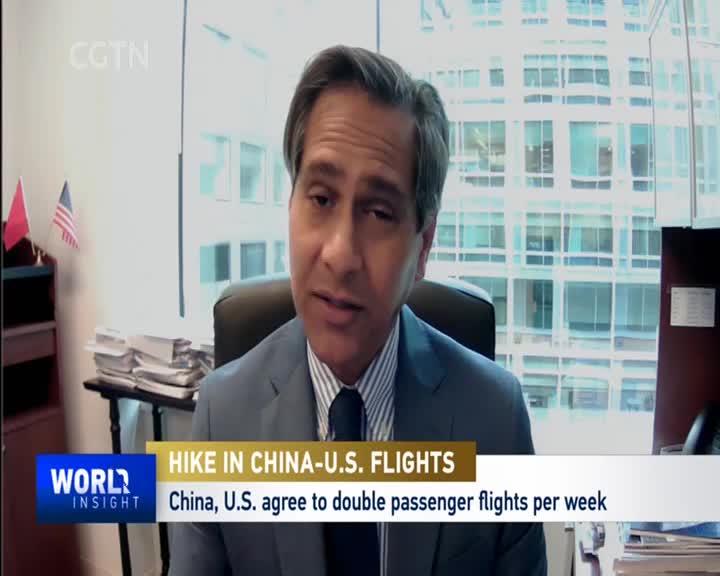 CGTN
HIKE IN CHINA-U.S. FLIGHTS
WORLD
INSIGHT
China, U.S. agree to double passenger flights per week